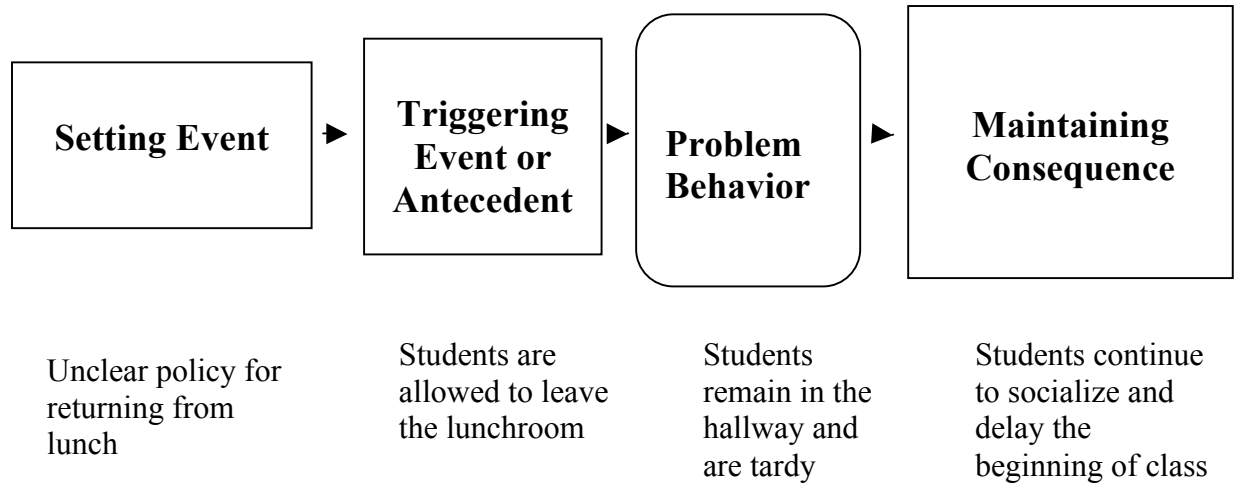 Setting Event
Triggering
Event or
Antecedent
Problem
Behavior
Maintaining
Consequence
Unclear policy for
returning from
lunch
Students are
allowed to leave
the lunchroom
Students
remain in the
hallway and
are tardy
Students continue
to socialize and
delay the
beginning of class